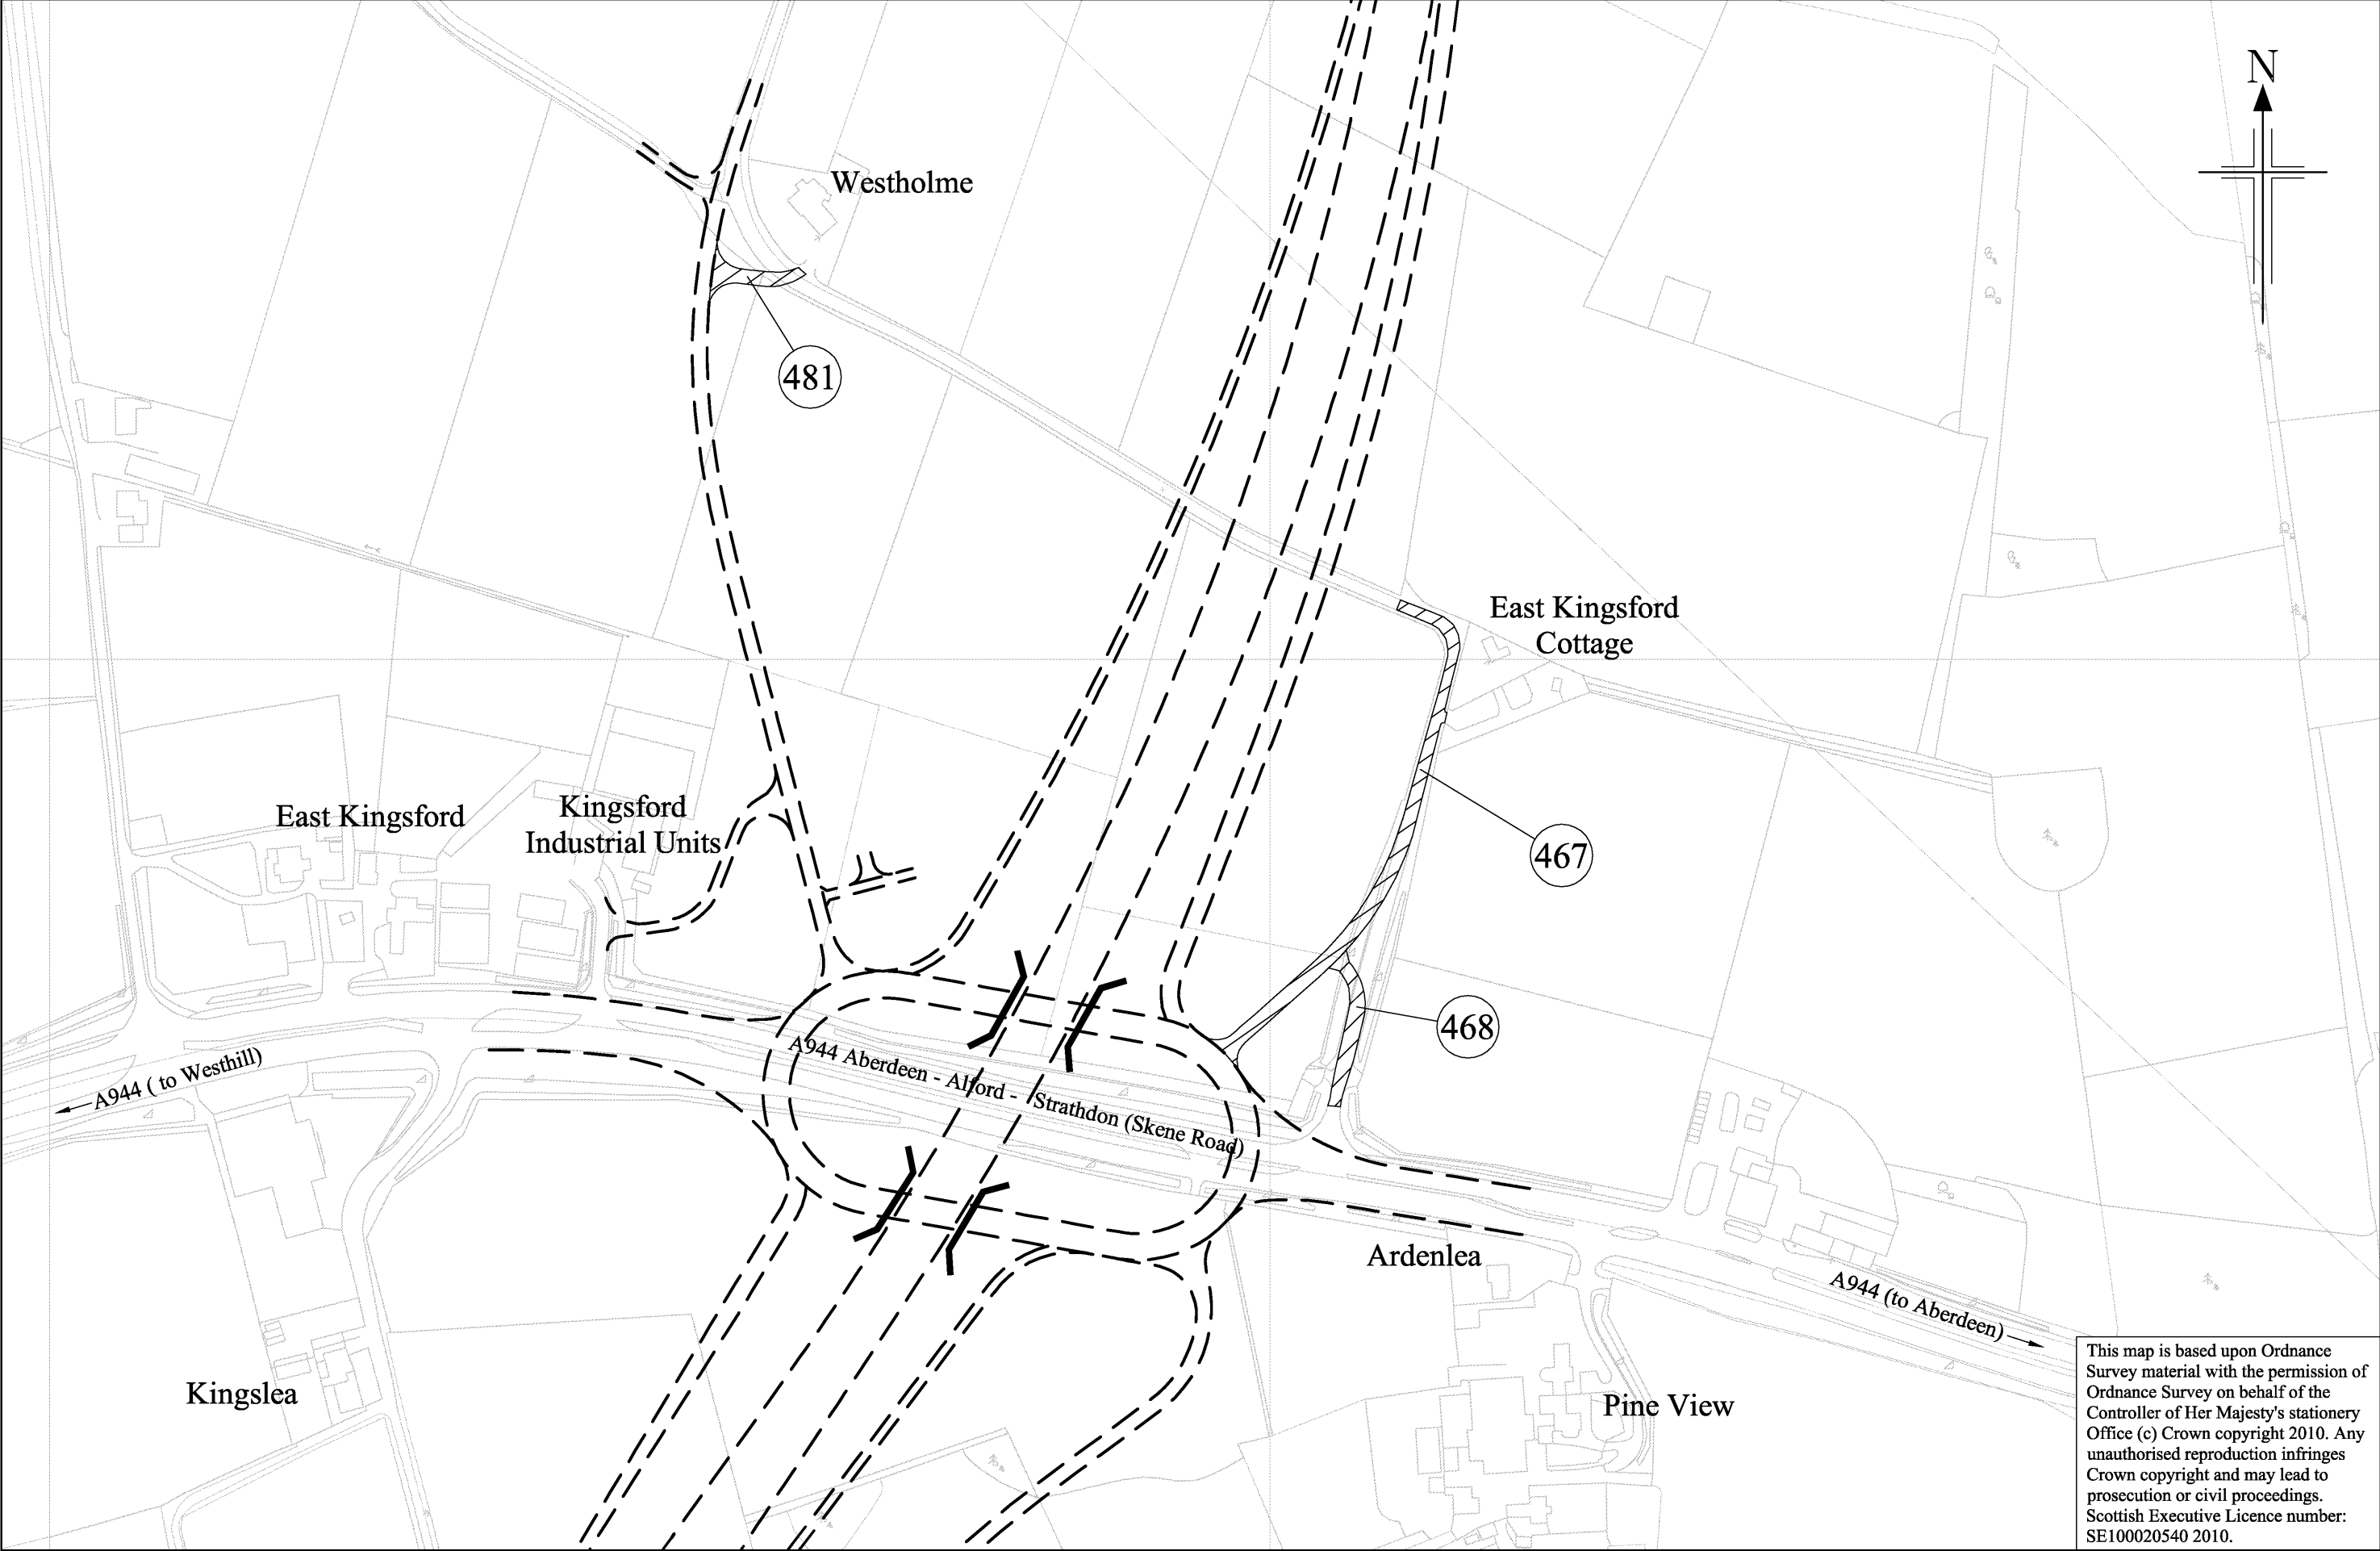 N
Westholme
481
East Kingsford
Cottage
East Kingsford
Kingsford
Industrial Units
467
468
A944 ( to Westhill)
A944 Aberdeen - Alford - Strathdon (Skene Road)
Ardenlea
A944 (to Aberdeen)
Kingslea
Pine View
This map is based upon Ordnance
Survey material with the permission of
Ordnance Survey on behalf of the
Controller of Her Majesty's stationery
Office (c) Crown copyright 2010. Any
unauthorised reproduction infringes
Crown copyright and may lead to
prosecution or civil proceedings.
Scottish Executive Licence number:
SE100020540 2010.